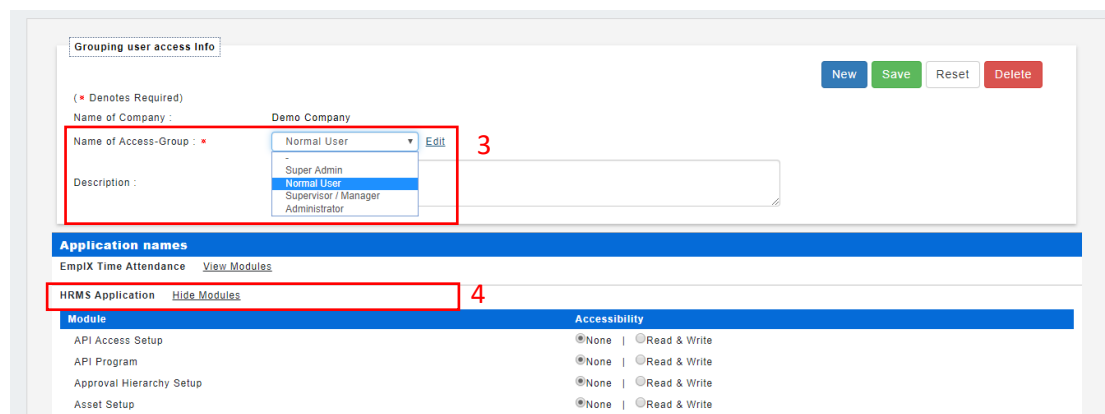 Grouping user access Info
New Save Reset Delete
(* Denotes Required)
Name of Company : Demo Company
Name of Access-Group : * Normal User Edit 3
-
Super Admin
Description : Normal User
Supervisor / Manager
Administrator
Application names
EmpIX Time Attendance View Modules
HRMS Application Hide Modules 4
Module Accessibility
API Access Setup None | Read & Write
API Program None | Read & Write
Approval Hierarchy Setup None | Read & Write
Asset Setup None | Read & Write